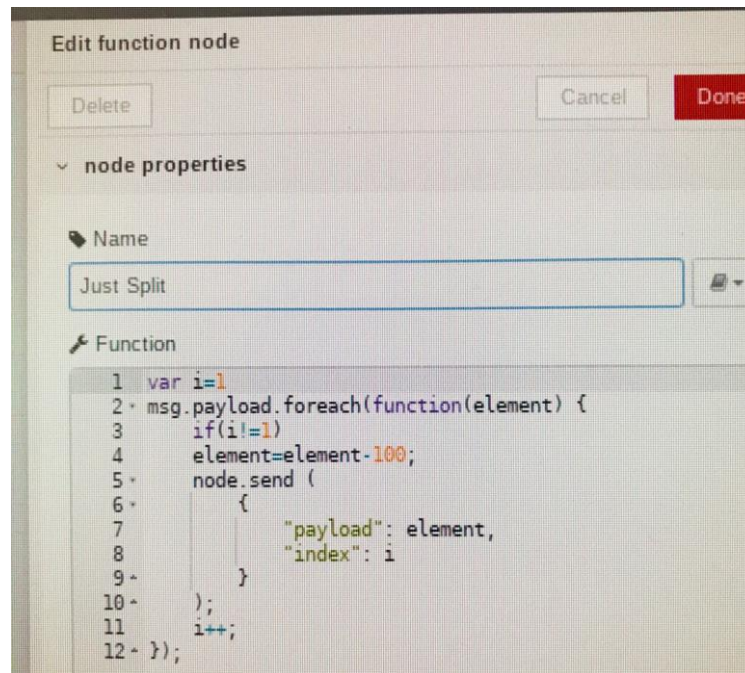 Edit function node
Delete Cancel Done
node properties
Name
Just Split
Function
1 var i=1
2 msg.payload.foreach(function(element) {
3 if(i!=1)
4 element=element-100;
5 node.send (
6 {
7 "payload": element,
8 "index": i
9 }
10 );
11 i++;
12 });